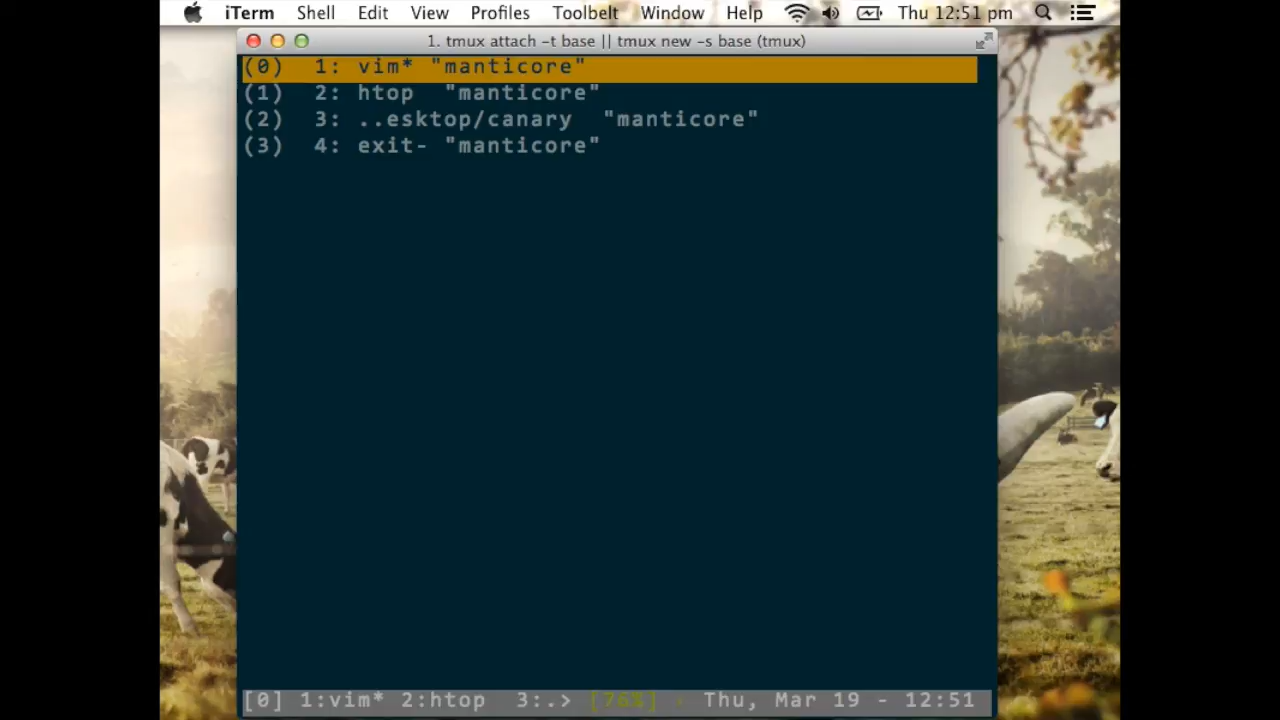 iTerm Shell Edit View Profiles Toolbelt Window Help Thu 12:51 pm
1. tmux attach -t base || tmux new -s base (tmux)
(0) 1: vim* "manticore"
(1) 2: htop "manticore"
(2) 3: ..esktop/canary "manticore"
(3) 4: exit- "manticore"
[0] 1:vim* 2:htop 3:.> [76%] › Thu, Mar 19 - 12:51